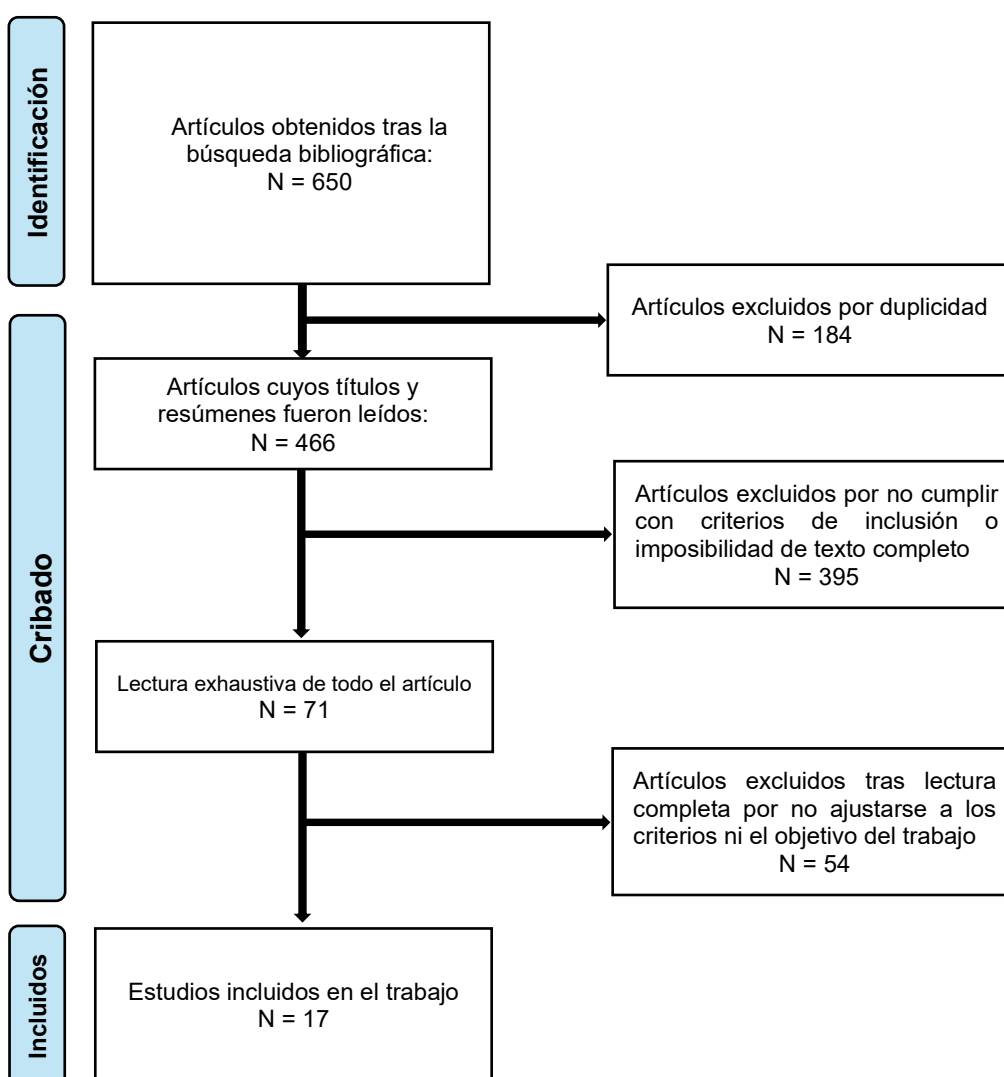 Identificación
Artículos obtenidos tras la
búsqueda bibliográfica:
N = 650
Artículos excluidos por duplicidad
N = 184
Cribado
Artículos cuyos títulos y
resúmenes fueron leídos:
N = 466
Artículos excluidos por no cumplir
con criterios de inclusión o
imposibilidad de texto completo
N = 395
Lectura exhaustiva de todo el artículo
N = 71
Artículos excluidos tras lectura
completa por no ajustarse a los
criterios ni el objetivo del trabajo
N = 54
Incluidos
Estudios incluidos en el trabajo
N = 17